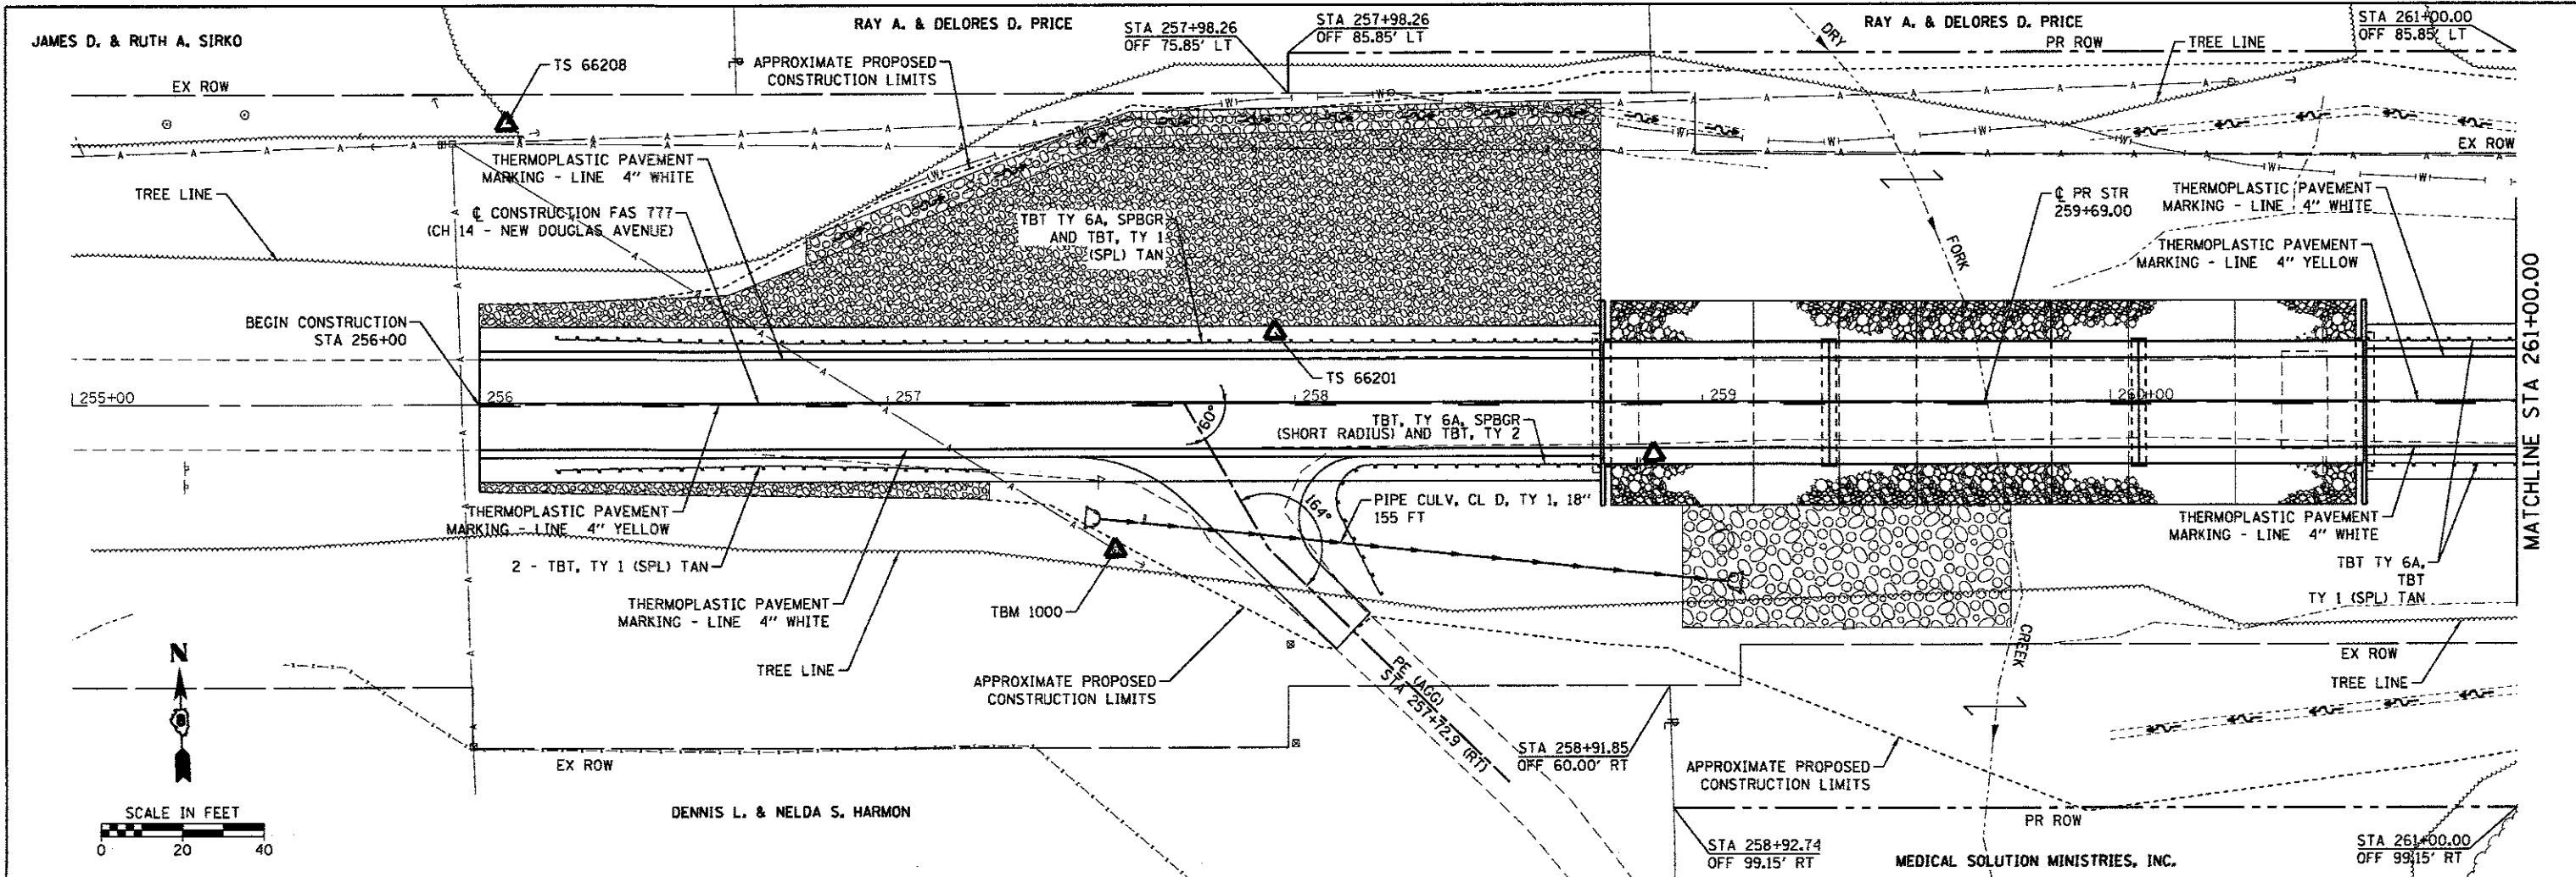 JAMES D. & RUTH A. SIRKO
RAY A. & DELORES D. PRICE
STA 257+98.26
OFF 75.85' LT
STA 257+98.26
OFF 85.85' LT
DRY
RAY A. & DELORES D. PRICE
PR ROW
TREE LINE
STA 261+00.00
OFF 85.85' LT
EX ROW
TS 66208
APPROXIMATE PROPOSED
CONSTRUCTION LIMITS
EX ROW
TREE LINE
THERMOPLASTIC PAVEMENT
MARKING - LINE 4" WHITE
℄ CONSTRUCTION FAS 777
(CH 14 - NEW DOUGLAS AVENUE)
TBT TY 6A, SPBGR
AND TBT, TY 1
(SPL) TAN
FORK
℄ PR STR
259+69.00
THERMOPLASTIC PAVEMENT
MARKING - LINE 4" WHITE
THERMOPLASTIC PAVEMENT
MARKING - LINE 4" YELLOW
BEGIN CONSTRUCTION
STA 256+00
TS 66201
255+00
256
257
258
259
260+00
MATCHLINE STA 261+00.00
60°
TBT, TY 6A, SPBGR
(SHORT RADIUS) AND TBT, TY 2
164°
PIPE CULV, CL D, TY 1, 18"
155 FT
THERMOPLASTIC PAVEMENT
MARKING - LINE 4" YELLOW
2 - TBT, TY 1 (SPL) TAN
THERMOPLASTIC PAVEMENT
MARKING - LINE 4" WHITE
TBM 1000
THERMOPLASTIC PAVEMENT
MARKING - LINE 4" WHITE
TBT TY 6A,
TBT
TY 1 (SPL) TAN
CREEK
N
TREE LINE
APPROXIMATE PROPOSED
CONSTRUCTION LIMITS
PE (AGG)
STA 257+72.9 (RT)
EX ROW
TREE LINE
EX ROW
STA 258+91.85
OFF 60.00' RT
APPROXIMATE PROPOSED
CONSTRUCTION LIMITS
SCALE IN FEET
0 20 40
DENNIS L. & NELDA S. HARMON
PR ROW
STA 258+92.74
OFF 99.15' RT
MEDICAL SOLUTION MINISTRIES, INC.
STA 261+00.00
OFF 99.15' RT